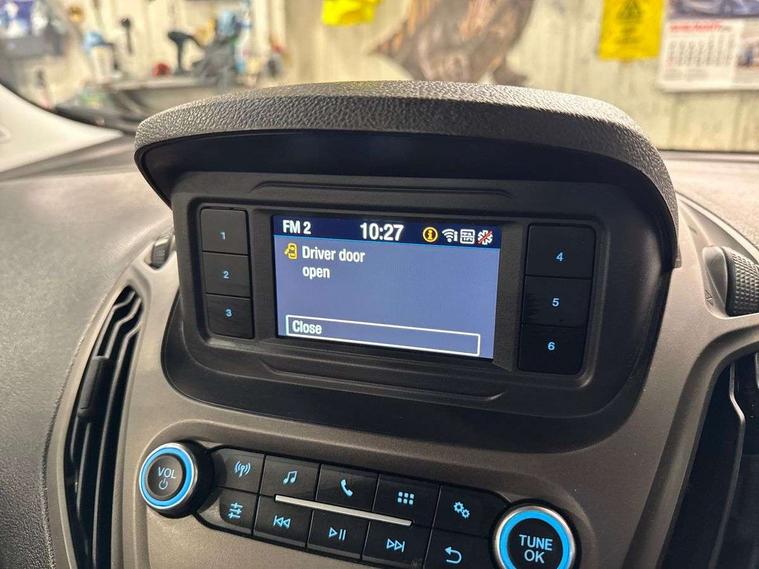 FM 2 10:27
Driver door
open
Close
1
2
3
4
5
6
VOL
TUNE
OK